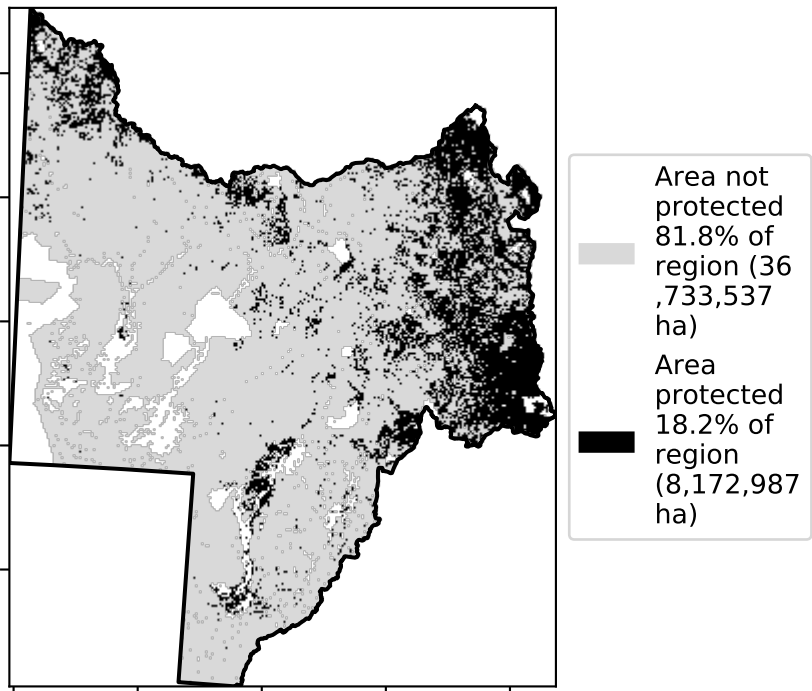 Area not
protected
81.8% of
region (36
,733,537
ha)
Area
protected
18.2% of
region
(8,172,987
ha)